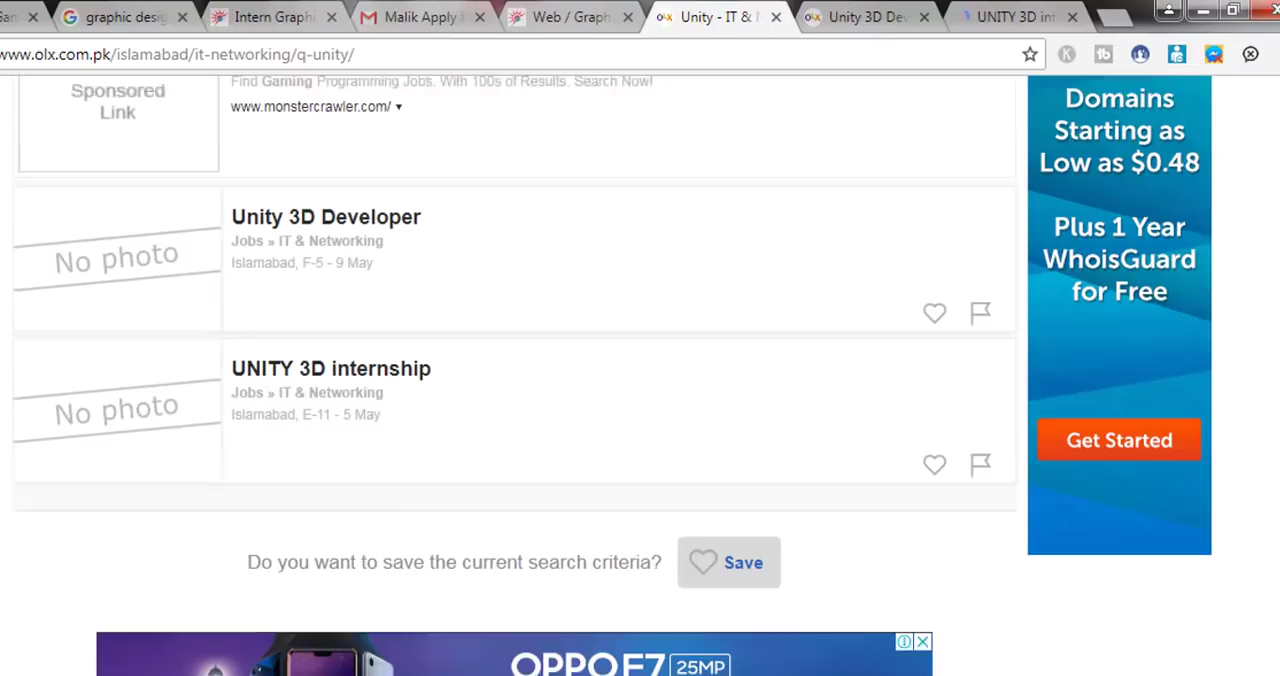 graphic desig
Intern Graphi
Malik Apply
Web / Graph
Unity - IT &
Unity 3D Dev
UNITY 3D int
www.olx.com.pk/islamabad/it-networking/q-unity/
Sponsored
Link
Find Gaming Programming Jobs. With 100s of Results. Search Now!
www.monstercrawler.com/
Unity 3D Developer
Jobs » IT & Networking
Islamabad, F-5 - 9 May
No photo
UNITY 3D internship
Jobs » IT & Networking
Islamabad, E-11 - 5 May
No photo
Do you want to save the current search criteria?
Save
Domains
Starting as
Low as $0.48
Plus 1 Year
WhoisGuard
for Free
Get Started
OPPO F7 25MP